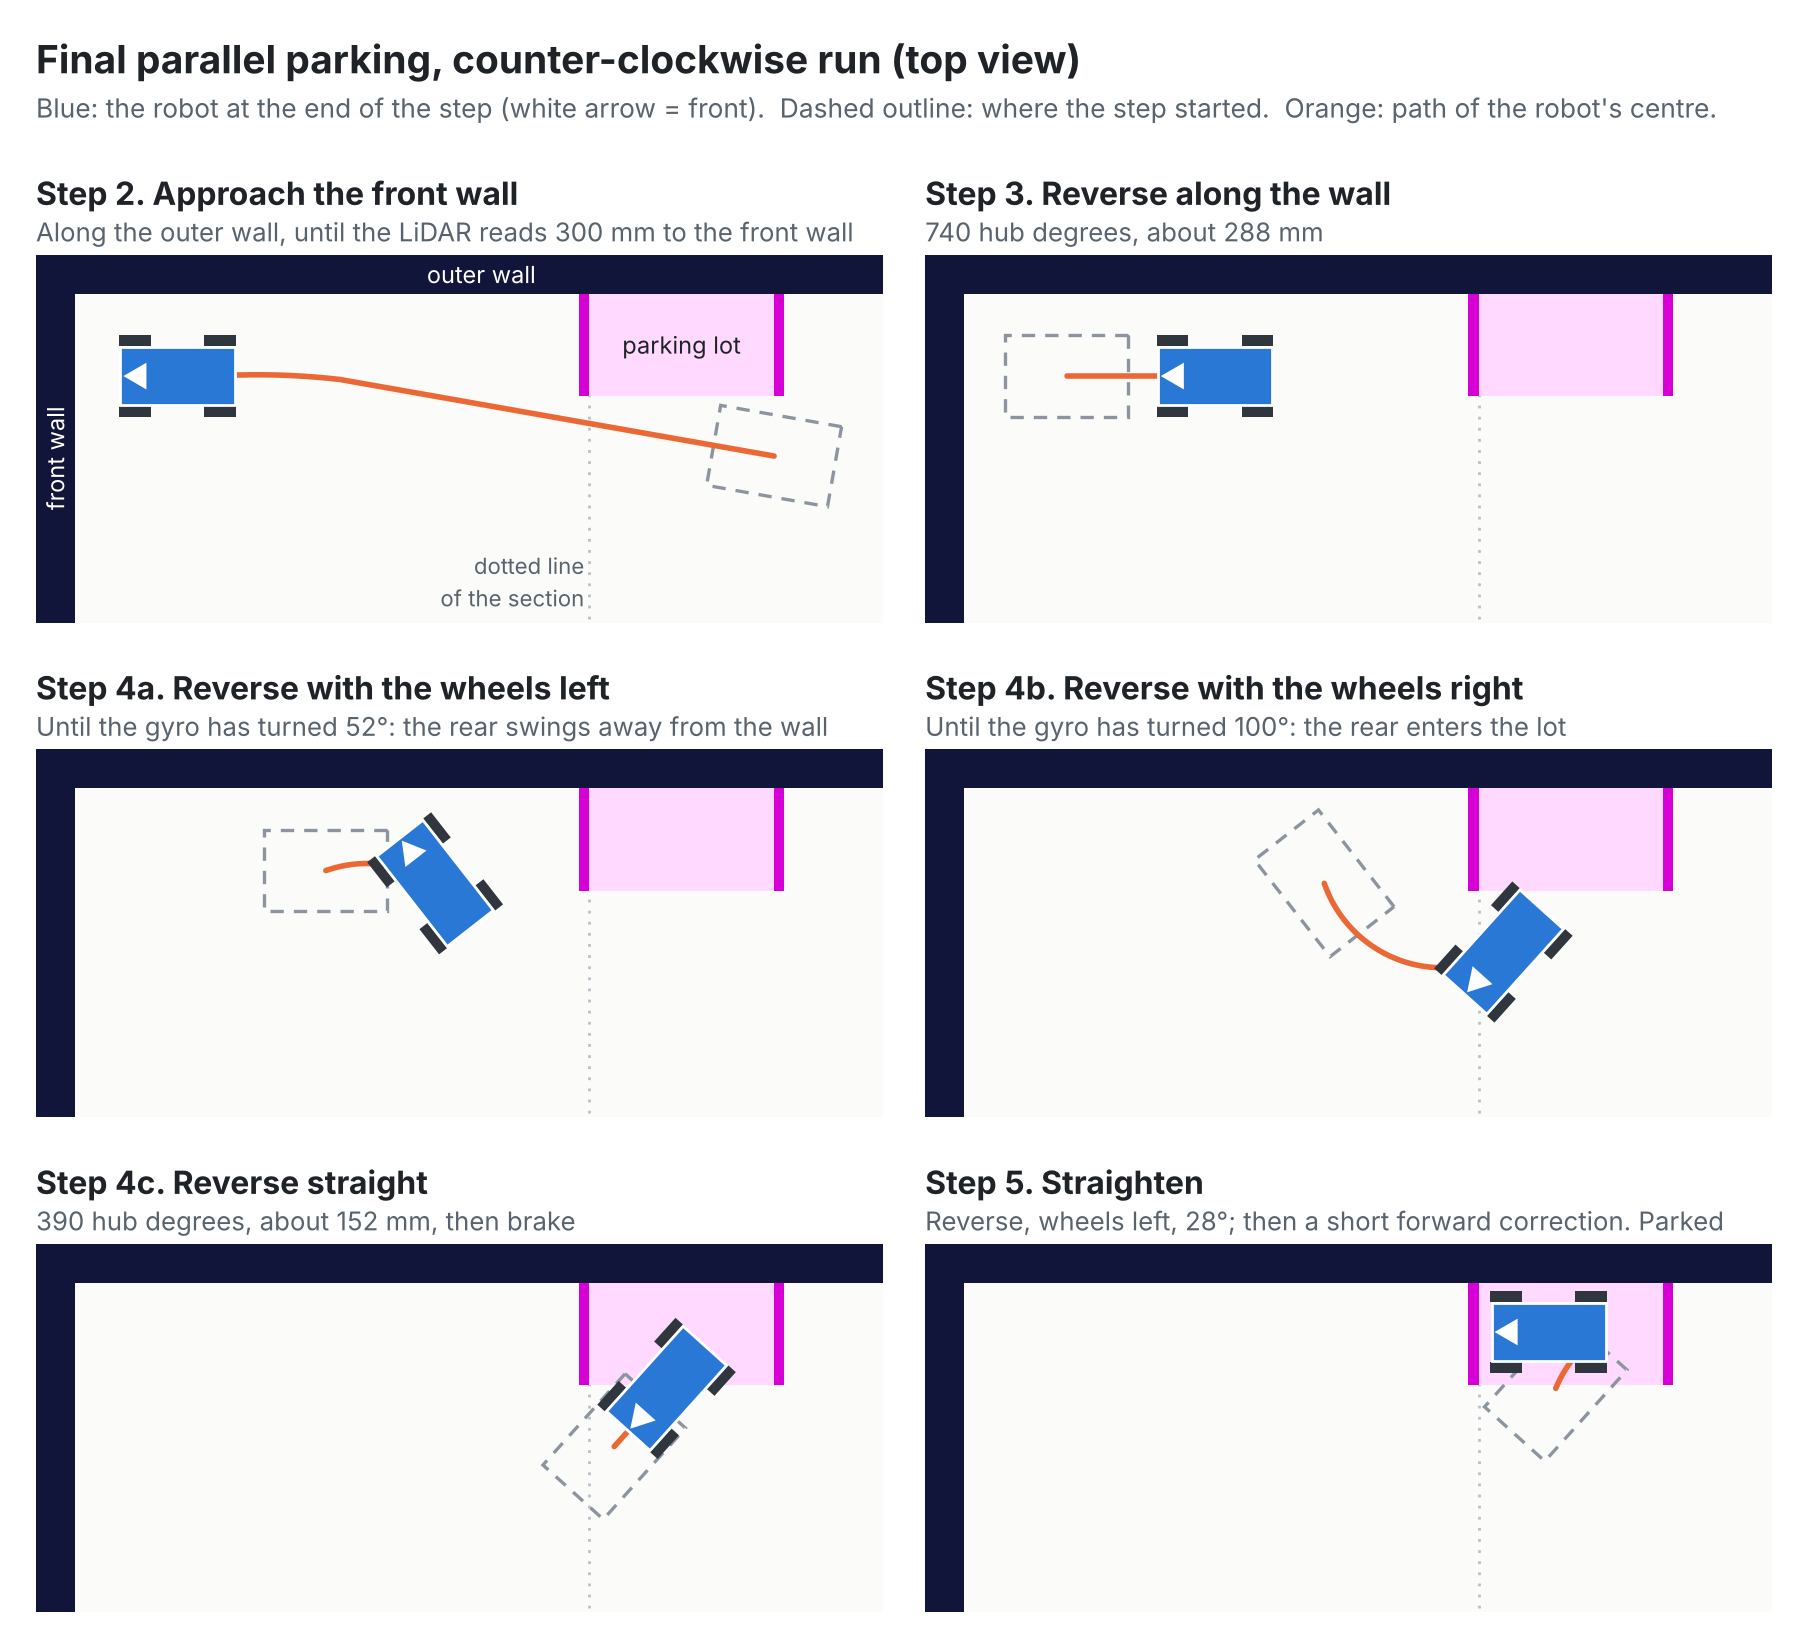 Final parallel parking, counter-clockwise run (top view)
Blue: the robot at the end of the step (white arrow = front).  Dashed outline: where the step started.  Orange: path of the robot's centre.
Step 2. Approach the front wall
Along the outer wall, until the LiDAR reads 300 mm to the front wall
outer wall
parking lot
front wall
dotted line
of the section
Step 3. Reverse along the wall
740 hub degrees, about 288 mm
Step 4a. Reverse with the wheels left
Until the gyro has turned 52°: the rear swings away from the wall
Step 4b. Reverse with the wheels right
Until the gyro has turned 100°: the rear enters the lot
Step 4c. Reverse straight
390 hub degrees, about 152 mm, then brake
Step 5. Straighten
Reverse, wheels left, 28°; then a short forward correction. Parked